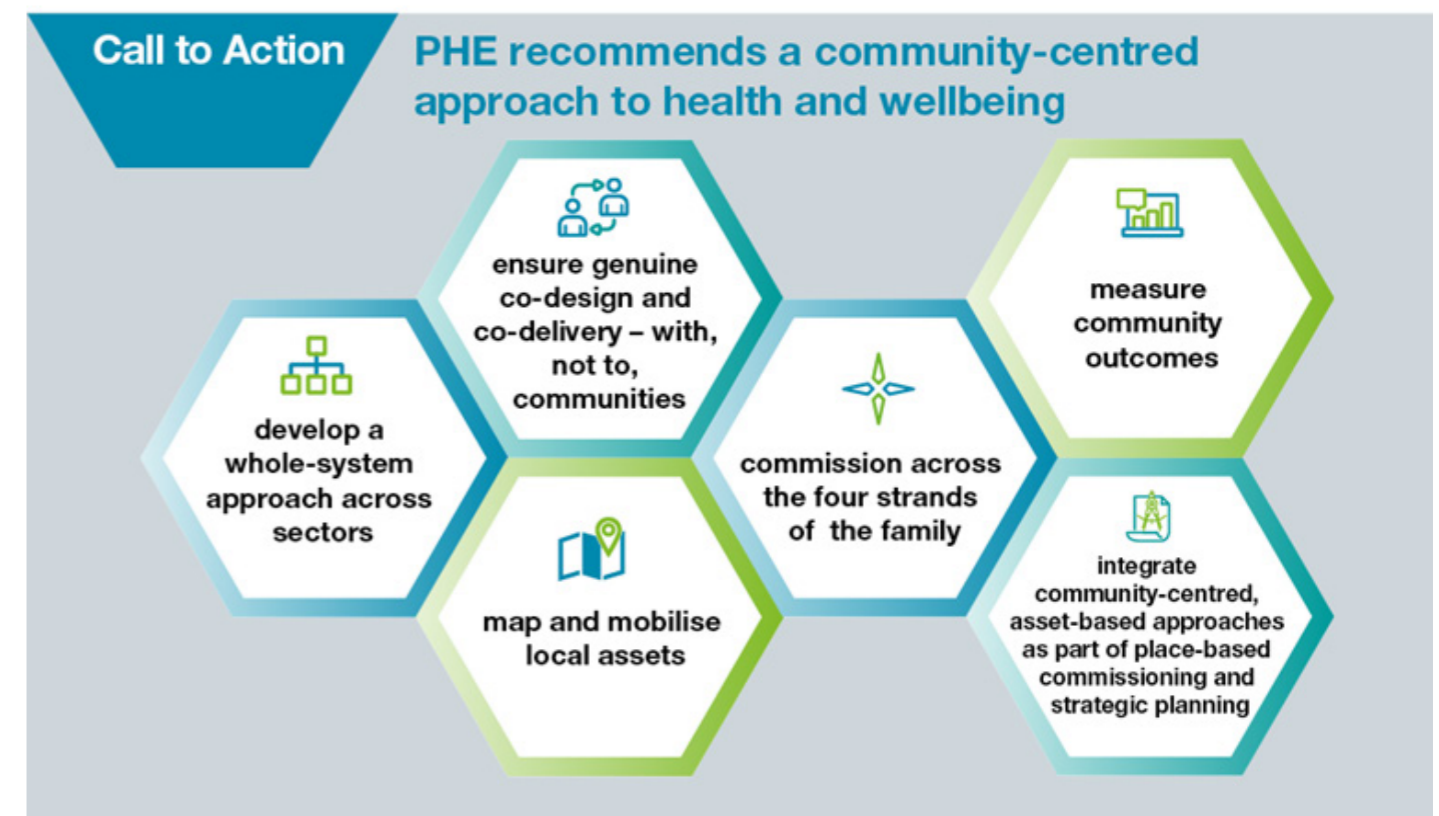 Call to Action
PHE recommends a community-centred
approach to health and wellbeing
develop a
whole-system
approach across
sectors
ensure genuine
co-design and
co-delivery – with,
not to,
communities
map and mobilise
local assets
commission across
the four strands
of the family
measure
community
outcomes
integrate
community-centred,
asset-based approaches
as part of place-based
commissioning and
strategic planning